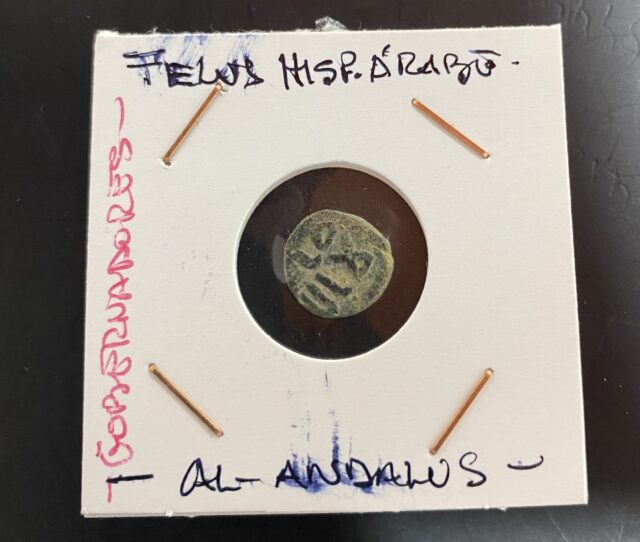 FELUS HISP.ÁRABE.
- GOBERNADORES -
- AL-ANDALUS -